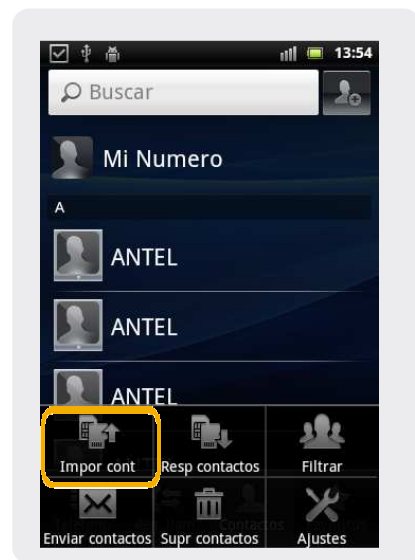 13:54
Buscar
Mi Numero
A
ANTEL
ANTEL
ANTEL
Impor cont
Resp contactos
Filtrar
Enviar contactos
Supr contactos
Ajustes